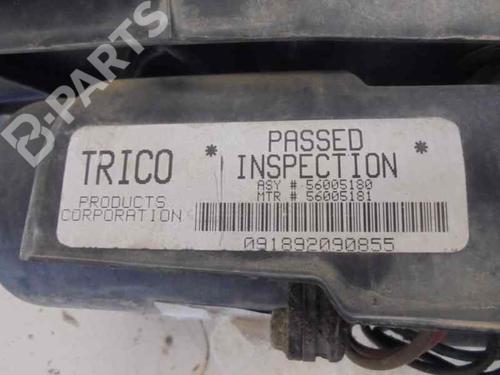 B-PARTS
TRICO
PRODUCTS
CORPORATION
* PASSED *
INSPECTION
ASY # 56005180
MTR # 56005181
091892090855